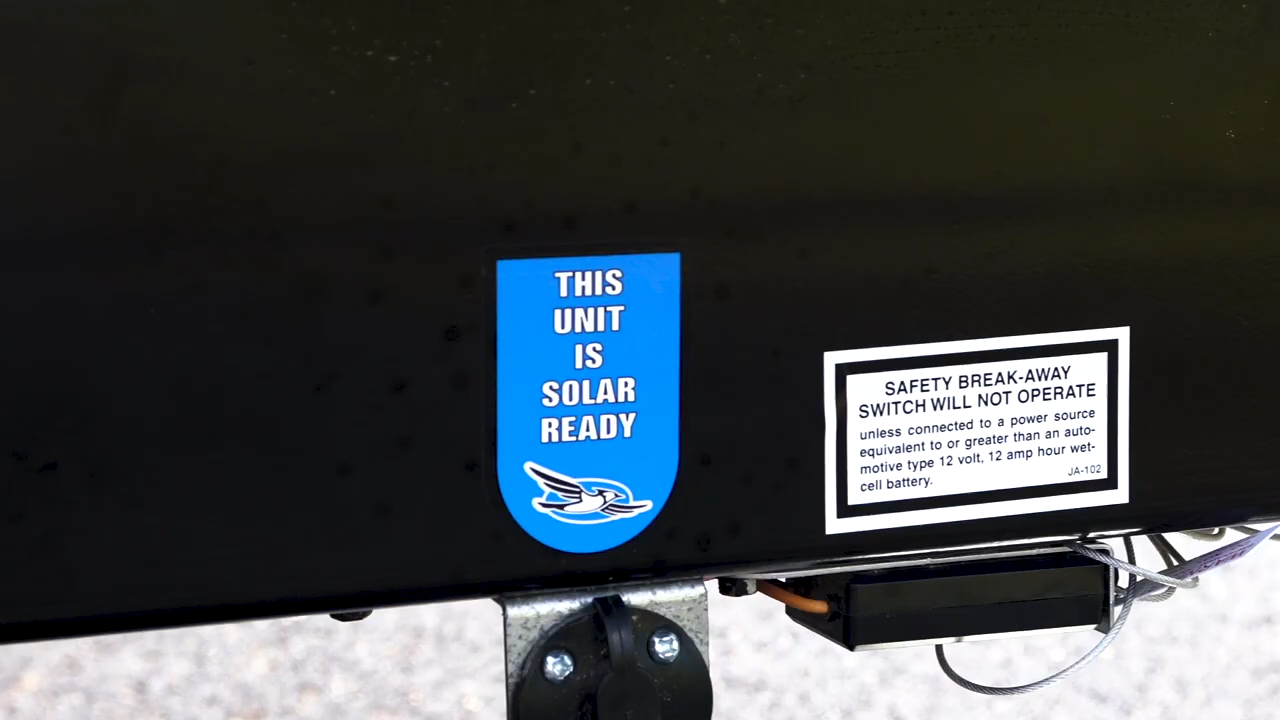 THIS
UNIT
IS
SOLAR
READY
SAFETY BREAK-AWAY
SWITCH WILL NOT OPERATE
unless connected to a power source
equivalent to or greater than an auto-
motive type 12 volt, 12 amp hour wet-
cell battery.
JA-102